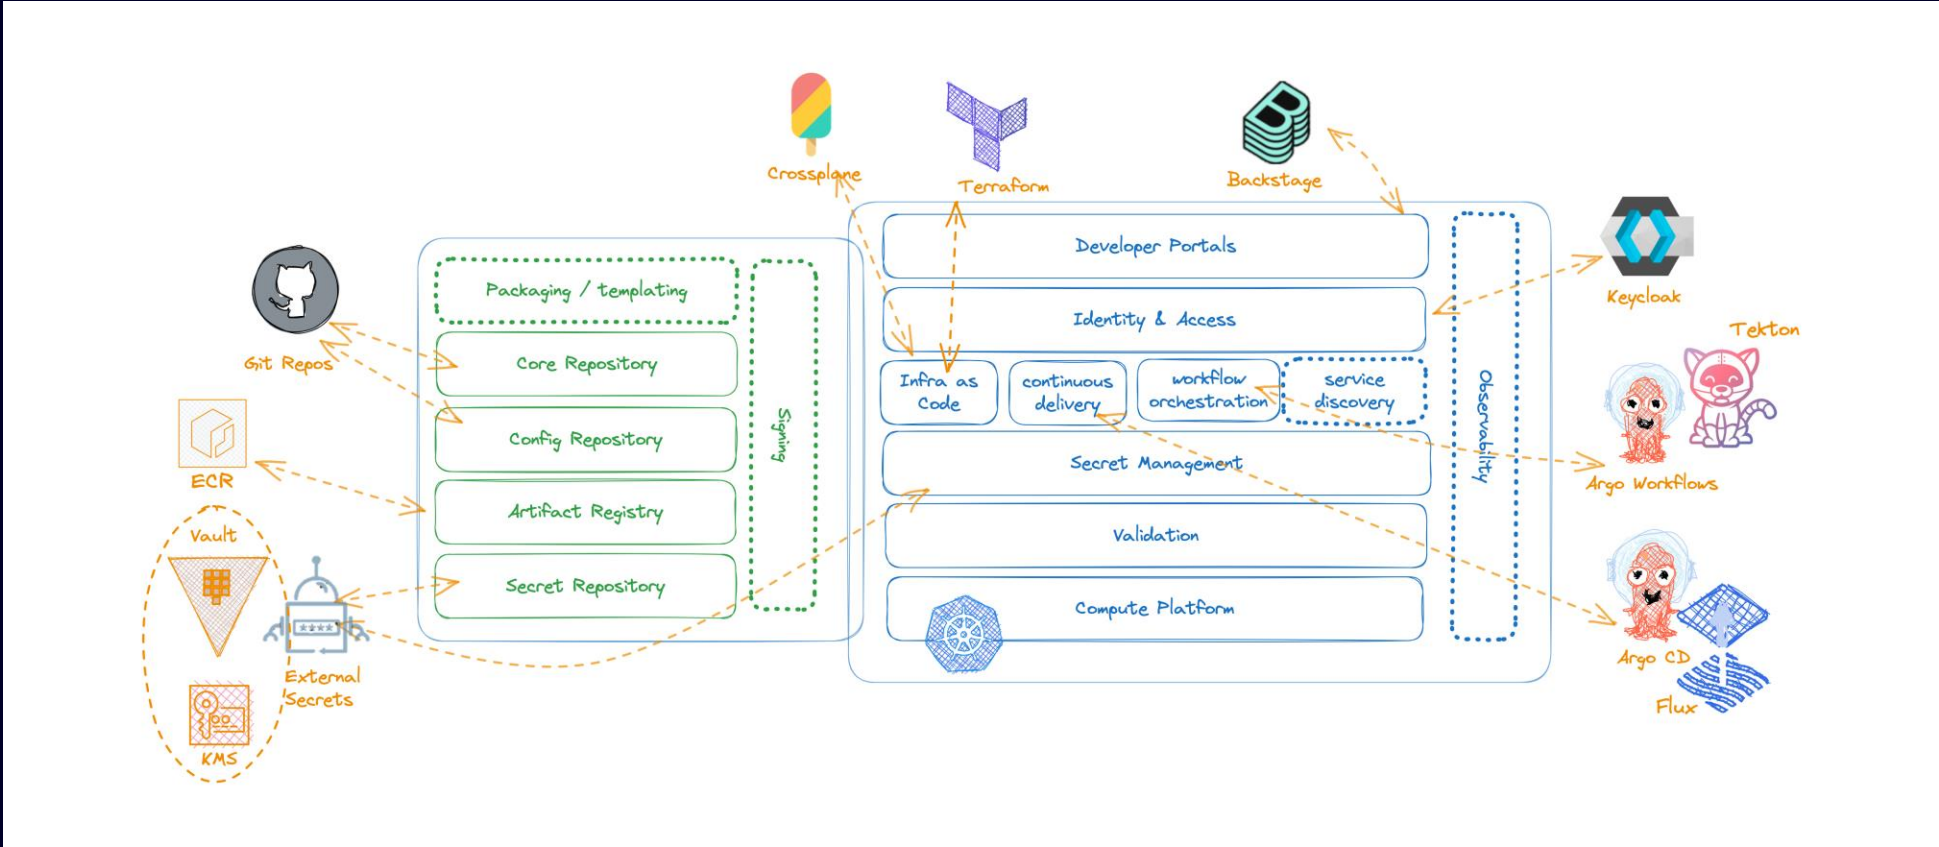 Crossplane
Terraform
Backstage
Keycloak
Tekton
Argo Workflows
Argo CD
Flux
Git Repos
ECR
Vault
External
Secrets
KMS
Packaging / templating
Core Repository
Config Repository
Artifact Registry
Secret Repository
Signing
Developer Portals
Identity & Access
Infra as
Code
continuous
delivery
workflow
orchestration
service
discovery
Secret Management
Validation
Compute Platform
Observability
****